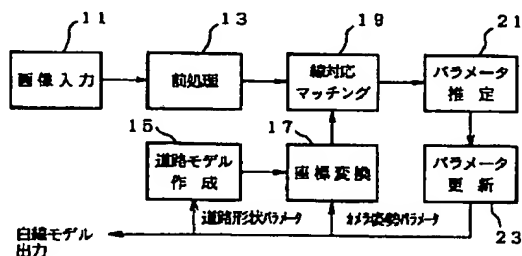 11
13
19
21
画像入力
前処理
線対応
マッチング
パラメータ
推定
15
17
道路モデル
作成
座標変換
パラメータ
更新
道路形状パラメータ
カメラ姿勢パラメータ
23
白線モデル
出力